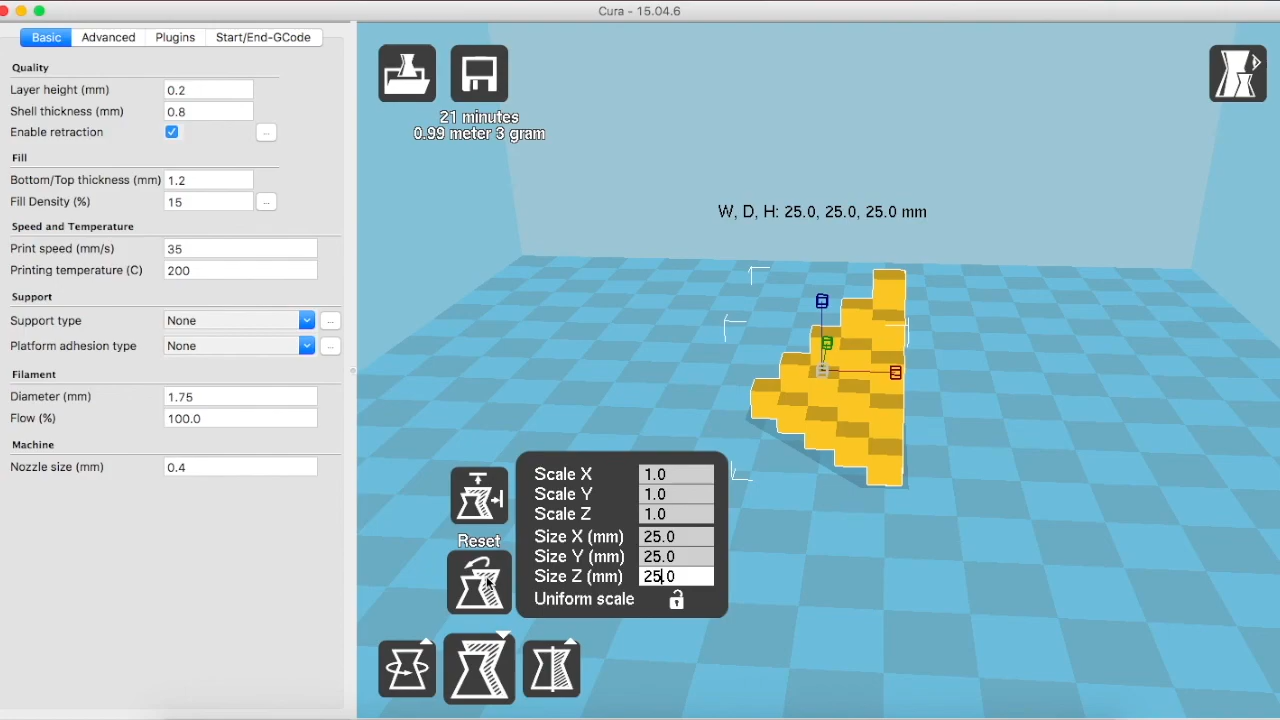 Cura - 15.04.6
Basic Advanced Plugins Start/End-GCode
Quality
Layer height (mm) 0.2
Shell thickness (mm) 0.8
Enable retraction ...
Fill
Bottom/Top thickness (mm) 1.2
Fill Density (%) 15 ...
Speed and Temperature
Print speed (mm/s) 35
Printing temperature (C) 200
Support
Support type None ...
Platform adhesion type None ...
Filament
Diameter (mm) 1.75
Flow (%) 100.0
Machine
Nozzle size (mm) 0.4
21 minutes
0.99 meter 3 gram
W, D, H: 25.0, 25.0, 25.0 mm
Reset
Scale X 1.0
Scale Y 1.0
Scale Z 1.0
Size X (mm) 25.0
Size Y (mm) 25.0
Size Z (mm) 25.0
Uniform scale